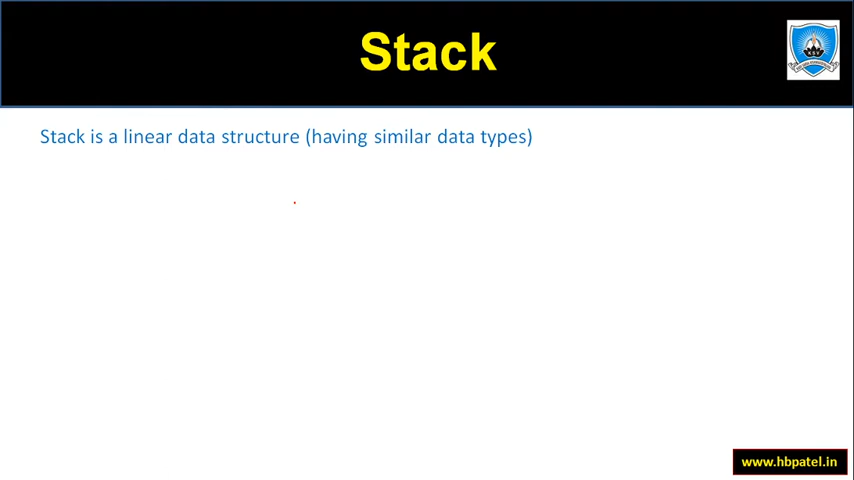 Stack
Stack is a linear data structure (having similar data types)
www.hbpatel.in